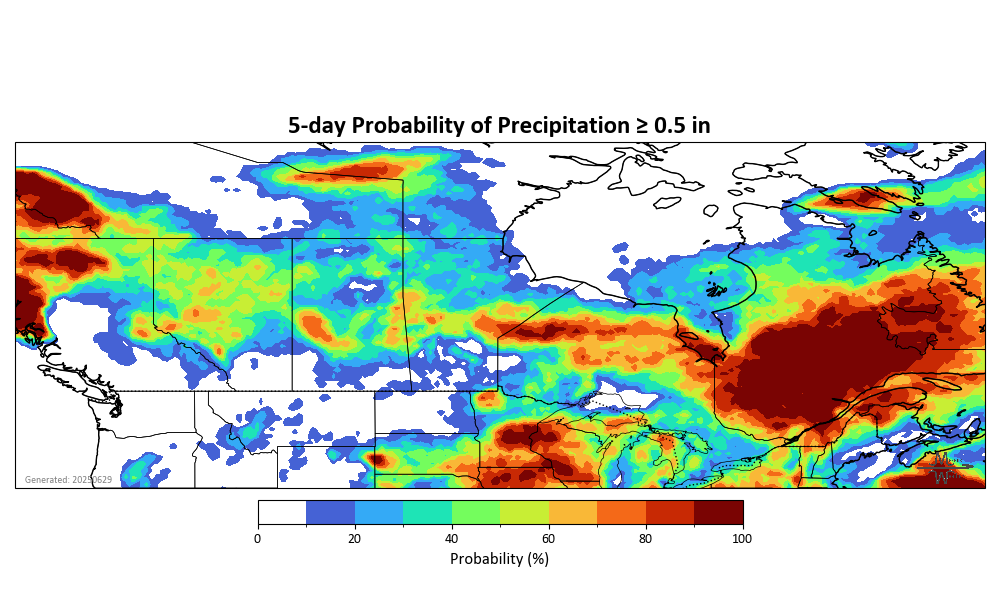 5-day Probability of Precipitation ≥ 0.5 in
Generated: 20250629
0 20 40 60 80 100
Probability (%)